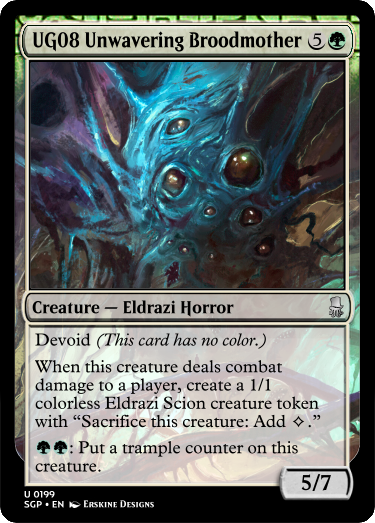 UG08 Unwavering Broodmother 5
Creature — Eldrazi Horror
Devoid (This card has no color.)
When this creature deals combat
damage to a player, create a 1/1
colorless Eldrazi Scion creature token
with “Sacrifice this creature: Add .”
: Put a trample counter on this
creature.
5/7
U 0199
SGP • EN Erskine Designs